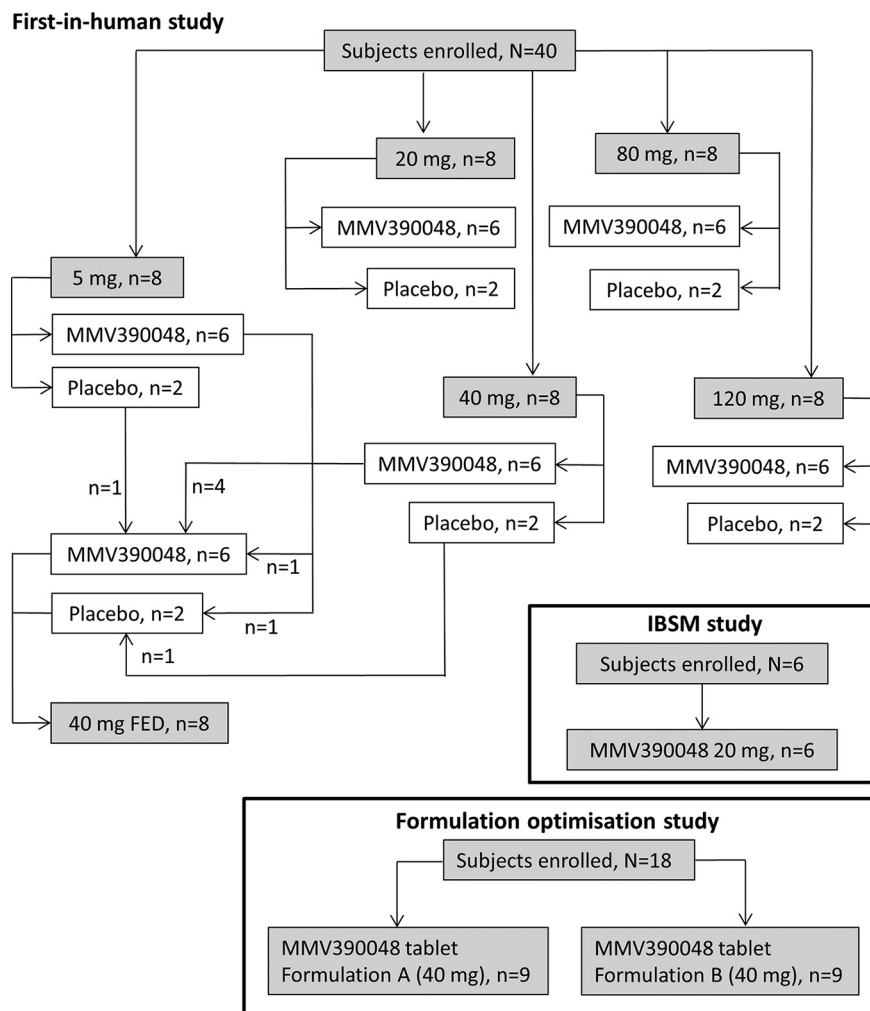 First-in-human study
Subjects enrolled, N=40
20 mg, n=8
MMV390048, n=6
Placebo, n=2
80 mg, n=8
MMV390048, n=6
Placebo, n=2
5 mg, n=8
MMV390048, n=6
Placebo, n=2
40 mg, n=8
MMV390048, n=6
Placebo, n=2
120 mg, n=8
MMV390048, n=6
Placebo, n=2
n=1
n=4
MMV390048, n=6
n=1
Placebo, n=2
n=1
n=1
40 mg FED, n=8
IBSM study
Subjects enrolled, N=6
MMV390048 20 mg, n=6
Formulation optimisation study
Subjects enrolled, N=18
MMV390048 tablet
Formulation A (40 mg), n=9
MMV390048 tablet
Formulation B (40 mg), n=9